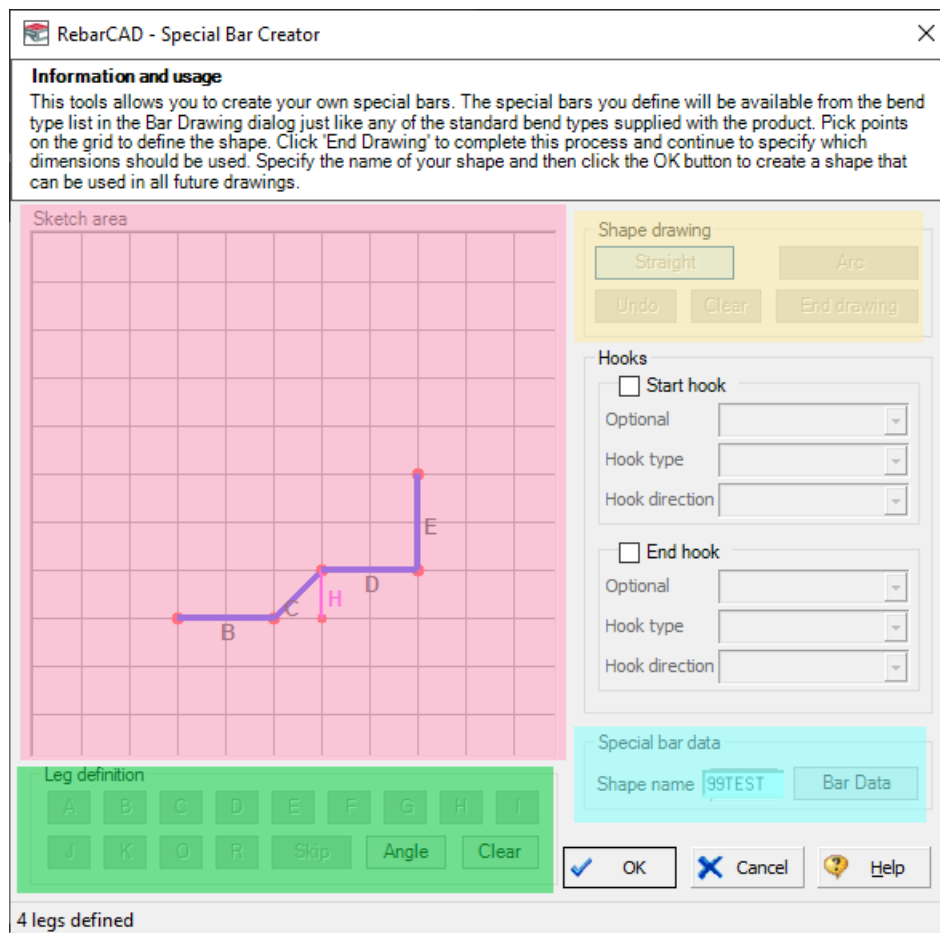 RebarCAD - Special Bar Creator
Information and usage
This tools allows you to create your own special bars. The special bars you define will be available from the bend
type list in the Bar Drawing dialog just like any of the standard bend types supplied with the product. Pick points
on the grid to define the shape. Click 'End Drawing' to complete this process and continue to specify which
dimensions should be used. Specify the name of your shape and then click the OK button to create a shape that
can be used in all future drawings.
Sketch area
E
D
H
C
B
Shape drawing
Straight Arc
Undo Clear End drawing
Hooks
Start hook
Optional
Hook type
Hook direction
End hook
Optional
Hook type
Hook direction
Leg definition
A B C D E F G H I
J K O R Skip Angle Clear
Special bar data
Shape name 99TEST Bar Data
OK Cancel Help
4 legs defined